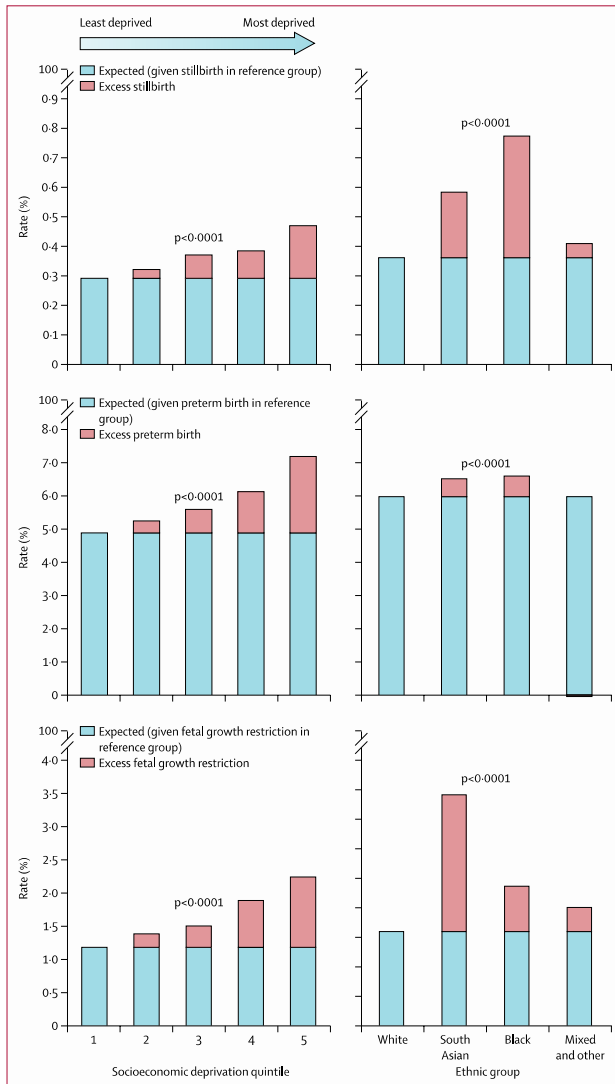 Least deprived Most deprived
Expected (given stillbirth in reference group)
Excess stillbirth
100
0·9
0·8
0·7
0·6
0·5
0·4
0·3
0·2
0·1
0
Rate (%)
p<0·0001
p<0·0001
Expected (given preterm birth in reference
group)
Excess preterm birth
100
8·0
7·0
6·0
5·0
4·0
3·0
2·0
1·0
0
Rate (%)
p<0·0001
p<0·0001
Expected (given fetal growth restriction in
reference group)
Excess fetal growth restriction
100
4·0
3·5
3·0
2·5
2·0
1·5
1·0
0·5
0
Rate (%)
p<0·0001
p<0·0001
1 2 3 4 5
Socioeconomic deprivation quintile
White South Black Mixed
Asian and other
Ethnic group